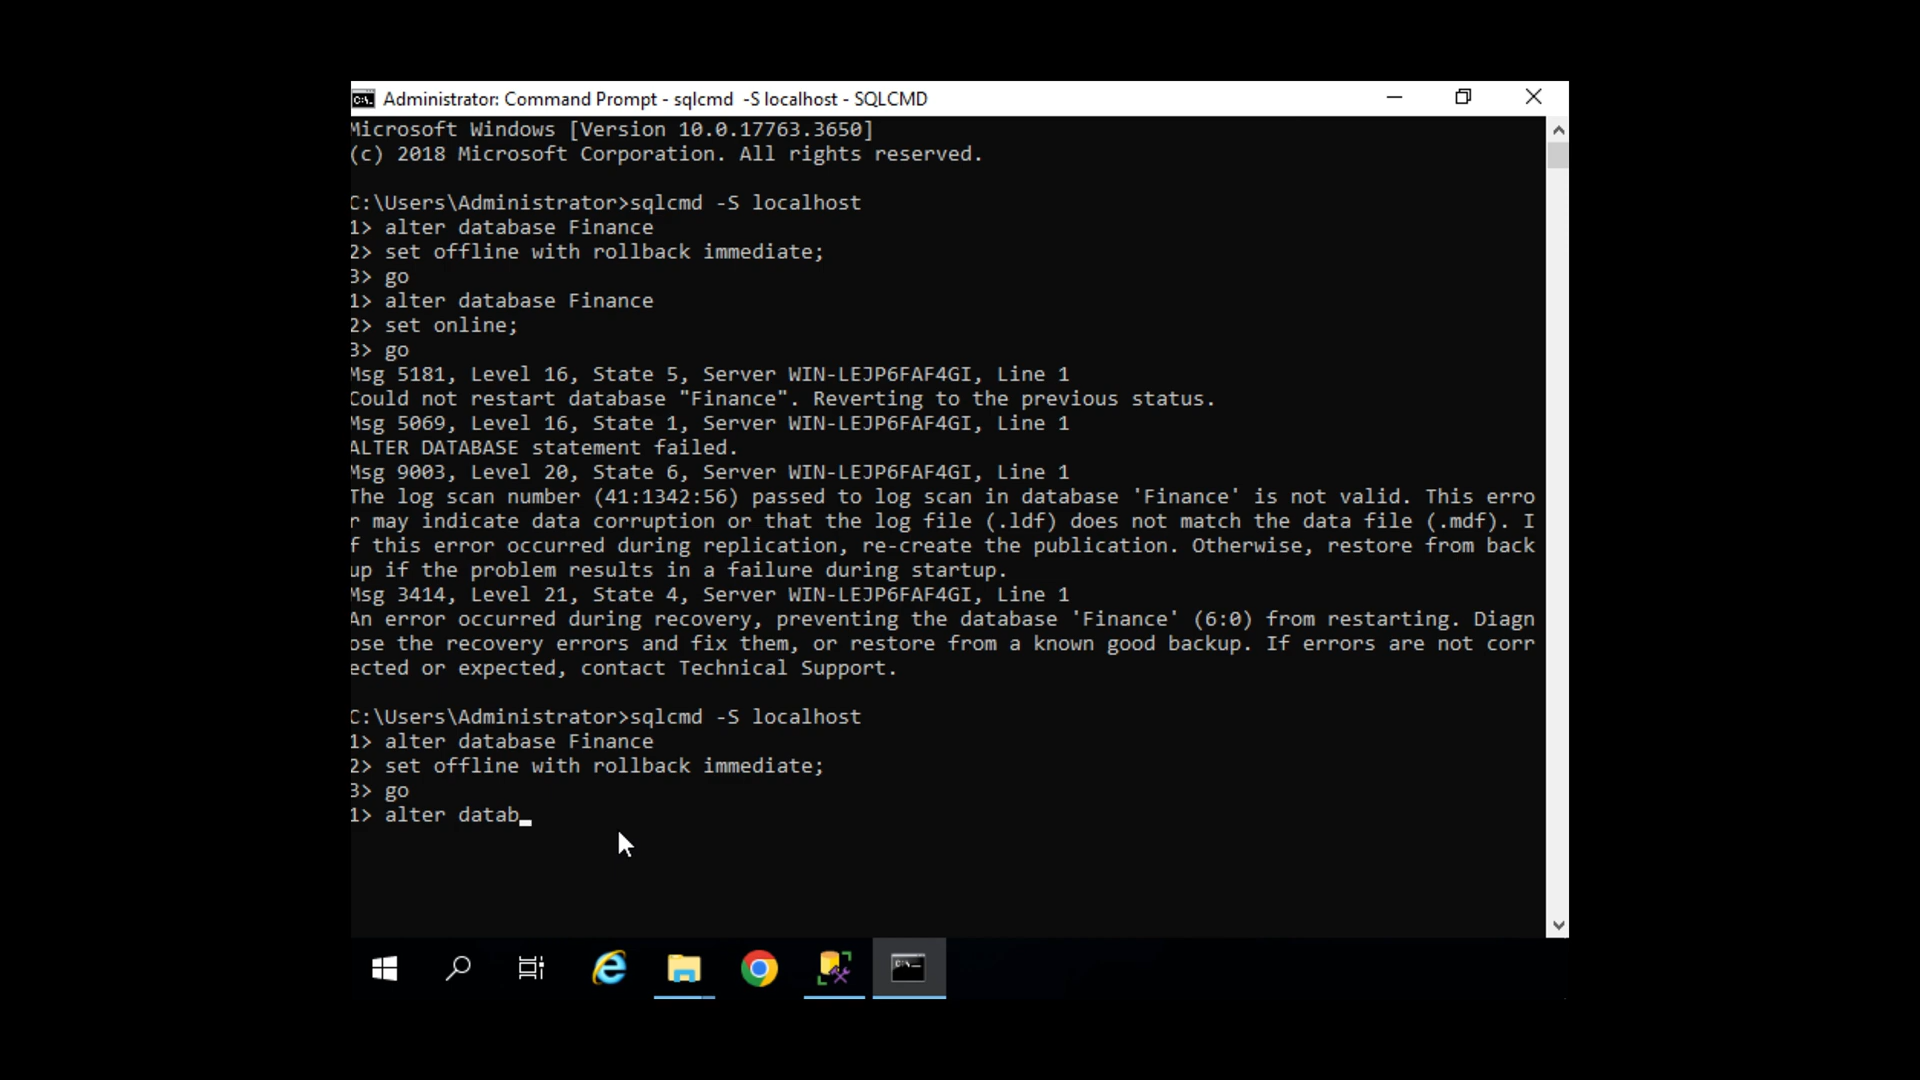 Administrator: Command Prompt - sqlcmd -S localhost - SQLCMD
Microsoft Windows [Version 10.0.17763.3650]
(c) 2018 Microsoft Corporation. All rights reserved.
C:\Users\Administrator>sqlcmd -S localhost
1> alter database Finance
2> set offline with rollback immediate;
3> go
1> alter database Finance
2> set online;
3> go
Msg 5181, Level 16, State 5, Server WIN-LEJP6FAF4GI, Line 1
Could not restart database "Finance". Reverting to the previous status.
Msg 5069, Level 16, State 1, Server WIN-LEJP6FAF4GI, Line 1
ALTER DATABASE statement failed.
Msg 9003, Level 20, State 6, Server WIN-LEJP6FAF4GI, Line 1
The log scan number (41:1342:56) passed to log scan in database 'Finance' is not valid. This erro
r may indicate data corruption or that the log file (.ldf) does not match the data file (.mdf). I
f this error occurred during replication, re-create the publication. Otherwise, restore from back
up if the problem results in a failure during startup.
Msg 3414, Level 21, State 4, Server WIN-LEJP6FAF4GI, Line 1
An error occurred during recovery, preventing the database 'Finance' (6:0) from restarting. Diagn
ose the recovery errors and fix them, or restore from a known good backup. If errors are not corr
ected or expected, contact Technical Support.
C:\Users\Administrator>sqlcmd -S localhost
1> alter database Finance
2> set offline with rollback immediate;
3> go
1> alter datab_